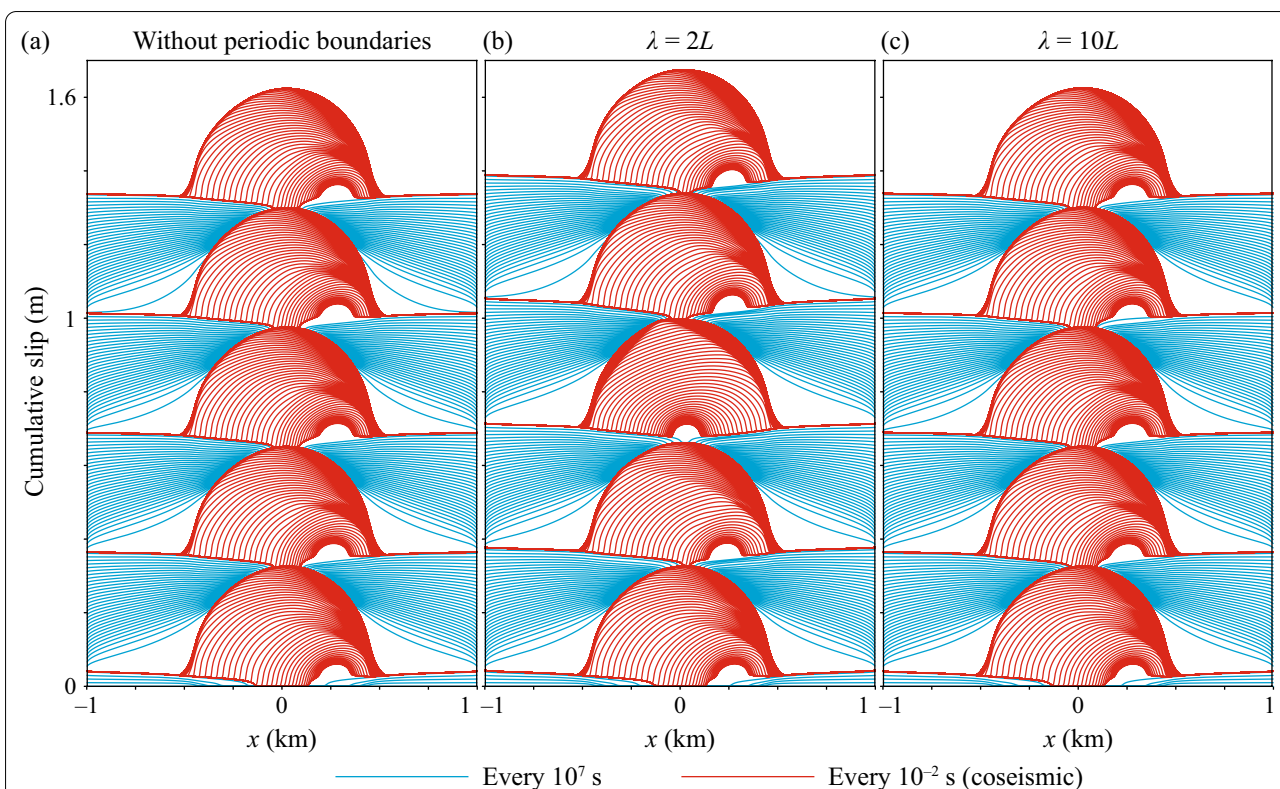 (a) Without periodic boundaries
(b) λ = 2L
(c) λ = 10L
Cumulative slip (m)
1.6
1
0
−1 0 1
−1 0 1
−1 0 1
x (km)
x (km)
x (km)
Every 10⁷ s
Every 10⁻² s (coseismic)